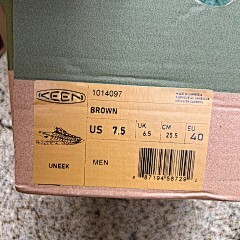 KEEN
1014097
BROWN
US 7.5
UK 6.5
CM 25.5
EU 40
UNEEK
MEN